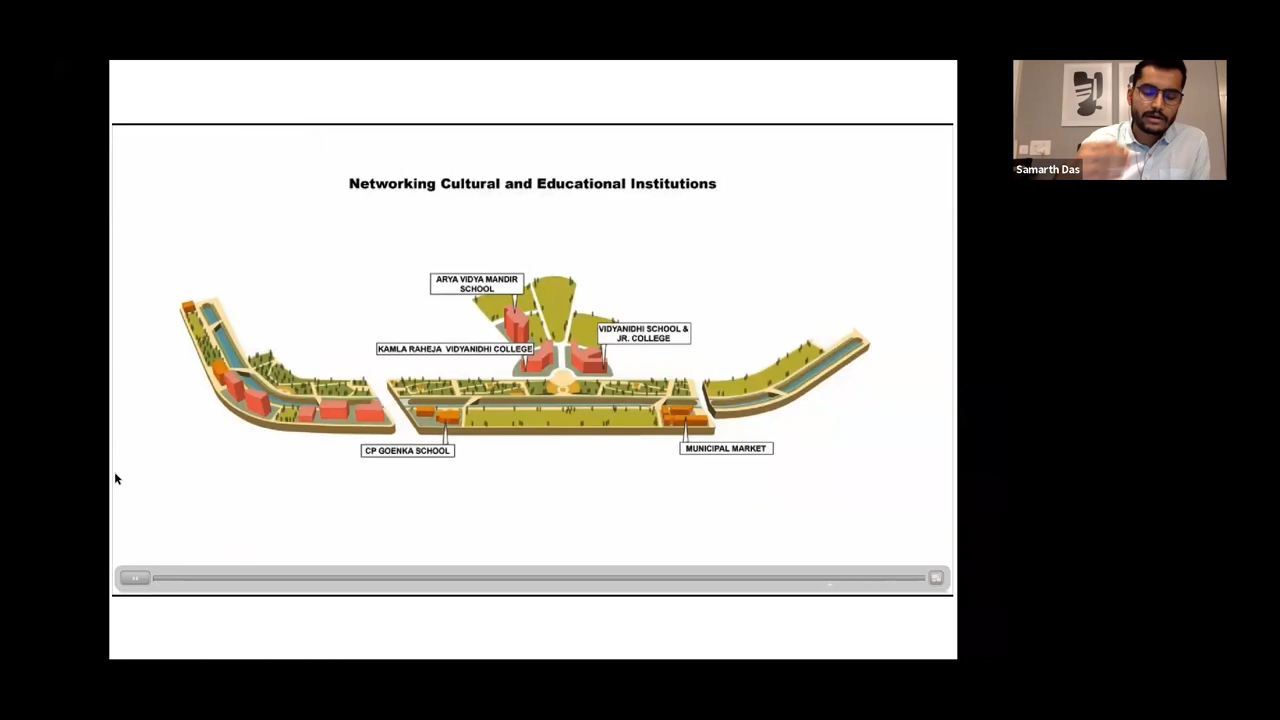 Networking Cultural and Educational Institutions
Samarth Das
ARYA VIDYA MANDIR
SCHOOL
VIDYANIDHI SCHOOL &
JR. COLLEGE
KAMLA RAHEJA VIDYANIDHI COLLEGE
CP GOENKA SCHOOL
MUNICIPAL MARKET